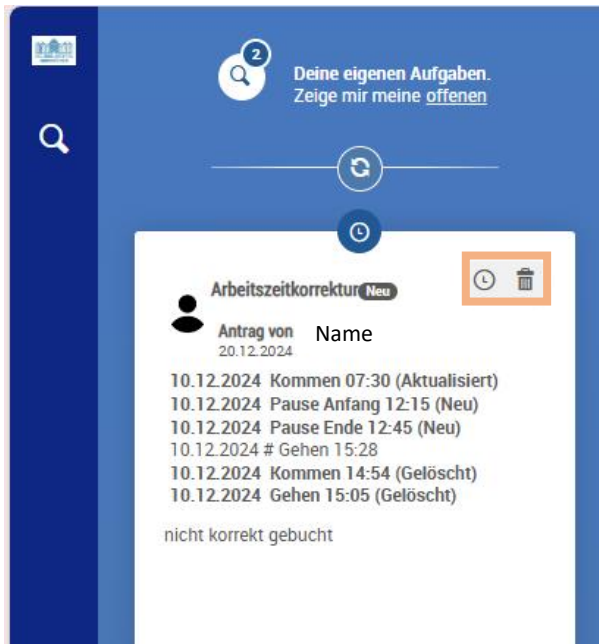 2
Deine eigenen Aufgaben.
Zeige mir meine offenen
Arbeitszeitkorrektur Neu
Antrag von Name
20.12.2024
10.12.2024 Kommen 07:30 (Aktualisiert)
10.12.2024 Pause Anfang 12:15 (Neu)
10.12.2024 Pause Ende 12:45 (Neu)
10.12.2024 # Gehen 15:28
10.12.2024 Kommen 14:54 (Gelöscht)
10.12.2024 Gehen 15:05 (Gelöscht)
nicht korrekt gebucht